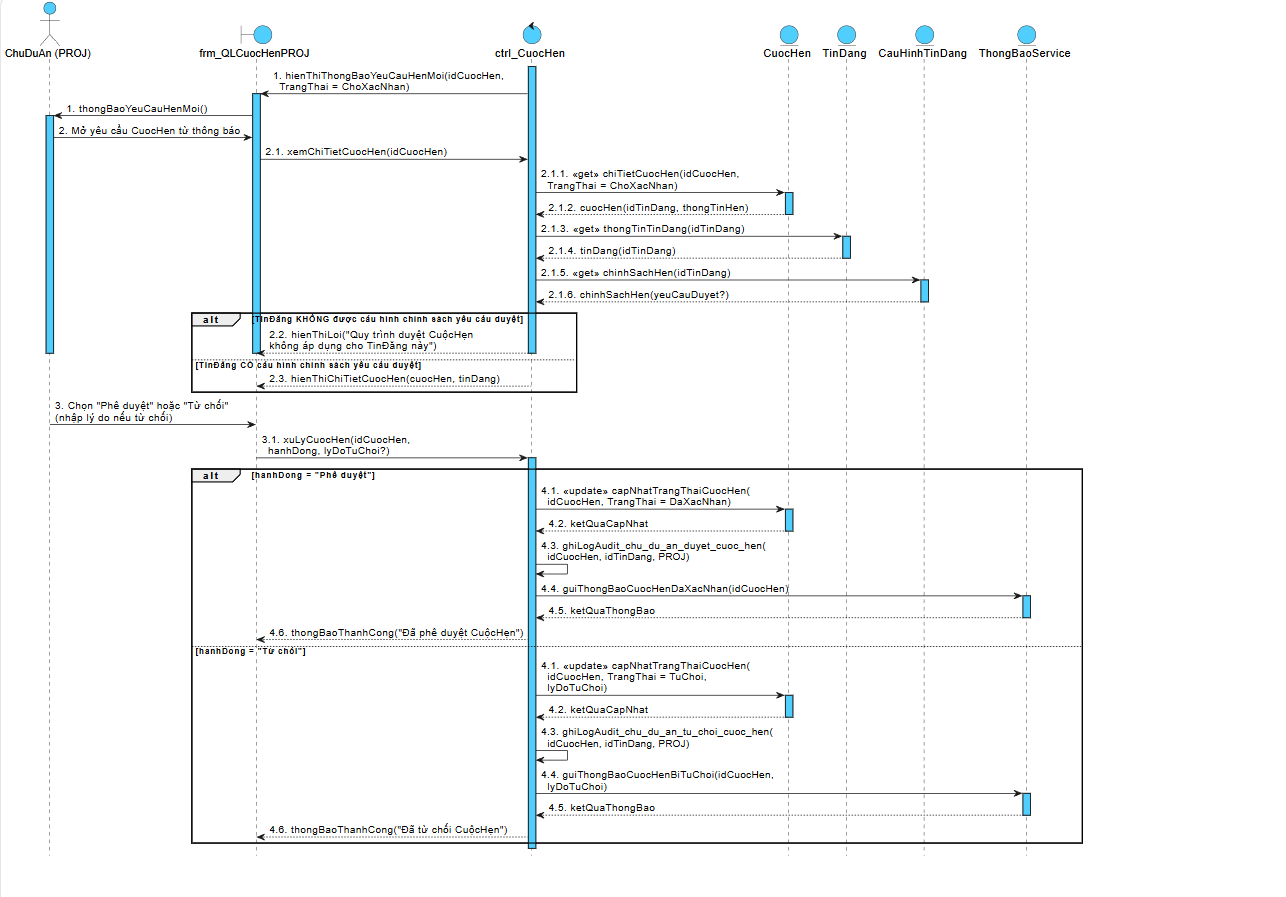 ChuDuAn (PROJ)
frm_QLCuocHenPROJ
ctrl_CuocHen
CuocHen
TinDang
CauHinhTinDang
ThongBaoService
1. hienThiThongBaoYeuCauHenMoi(idCuocHen,
TrangThai = ChoXacNhan)
1. thongBaoYeuCauHenMoi()
2. Mở yêu cầu CuocHen từ thông báo
2.1. xemChiTietCuocHen(idCuocHen)
2.1.1. «get» chiTietCuocHen(idCuocHen,
TrangThai = ChoXacNhan)
2.1.2. cuocHen(idTinDang, thongTinHen)
2.1.3. «get» thongTinTinDang(idTinDang)
2.1.4. tinDang(idTinDang)
2.1.5. «get» chinhSachHen(idTinDang)
2.1.6. chinhSachHen(yeuCauDuyet?)
alt
[TinĐăng KHÔNG được cấu hình chính sách yêu cầu duyệt]
2.2. hienThiLoi("Quy trình duyệt CuộcHẹn
không áp dụng cho TinĐăng này")
[TinĐăng CÓ cấu hình chính sách yêu cầu duyệt]
2.3. hienThiChiTietCuocHen(cuocHen, tinDang)
3. Chọn "Phê duyệt" hoặc "Từ chối"
(nhập lý do nếu từ chối)
3.1. xuLyCuocHen(idCuocHen,
hanhDong, lyDoTuChoi?)
alt
[hanhDong = "Phê duyệt"]
4.1. «update» capNhatTrangThaiCuocHen(
idCuocHen, TrangThai = DaXacNhan)
4.2. ketQuaCapNhat
4.3. ghiLogAudit_chu_du_an_duyet_cuoc_hen(
idCuocHen, idTinDang, PROJ)
4.4. guiThongBaoCuocHenDaXacNhan(idCuocHen)
4.5. ketQuaThongBao
4.6. thongBaoThanhCong("Đã phê duyệt CuộcHẹn")
[hanhDong = "Từ chối"]
4.1. «update» capNhatTrangThaiCuocHen(
idCuocHen, TrangThai = TuChoi,
lyDoTuChoi)
4.2. ketQuaCapNhat
4.3. ghiLogAudit_chu_du_an_tu_choi_cuoc_hen(
idCuocHen, idTinDang, PROJ)
4.4. guiThongBaoCuocHenBiTuChoi(idCuocHen,
lyDoTuChoi)
4.5. ketQuaThongBao
4.6. thongBaoThanhCong("Đã từ chối CuộcHẹn")